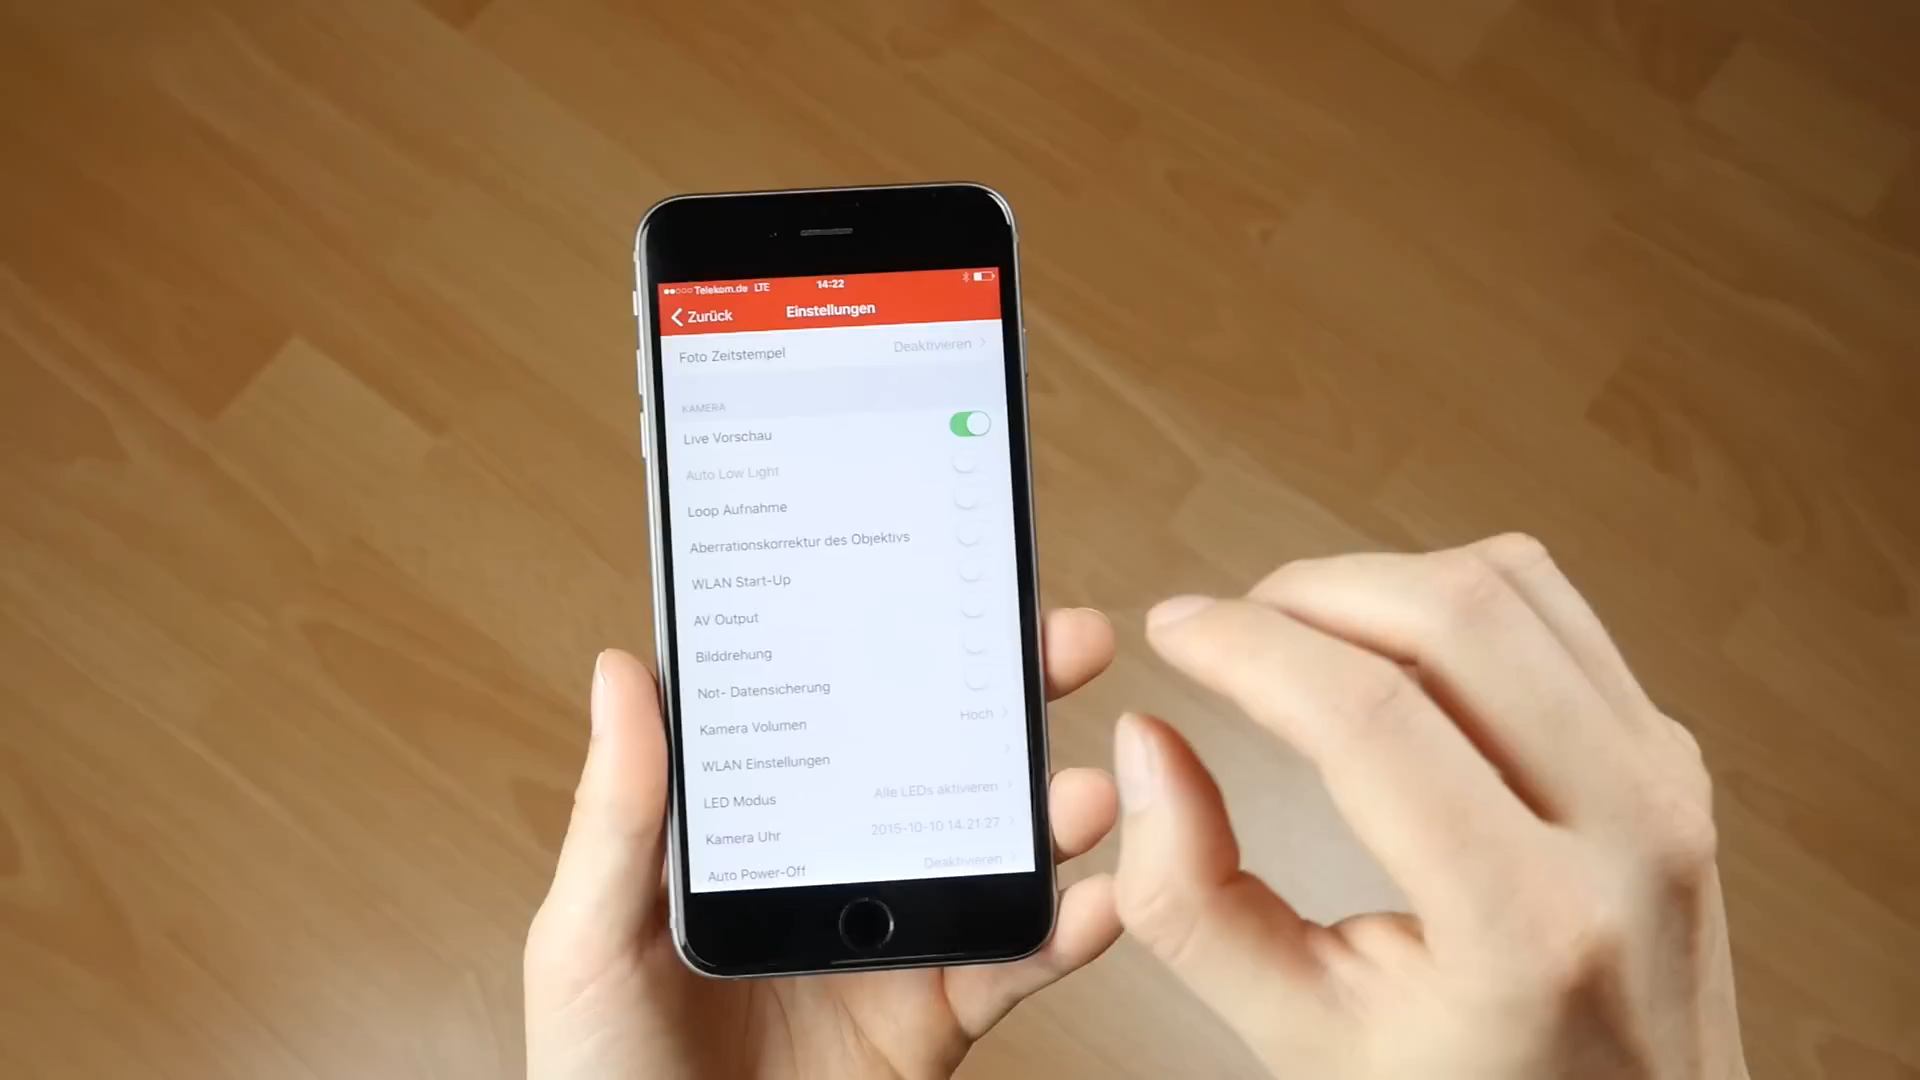 Telekom.de LTE 14:22
Zurück Einstellungen
Foto Zeitstempel Deaktivieren
KAMERA
Live Vorschau
Auto Low Light
Loop Aufnahme
Aberrationskorrektur des Objektivs
WLAN Start-Up
AV Output
Bilddrehung
Not- Datensicherung
Kamera Volumen Hoch
WLAN Einstellungen
LED Modus Alle LEDs aktivieren
Kamera Uhr 2015-10-10 14:21:27
Auto Power-Off Deaktivieren